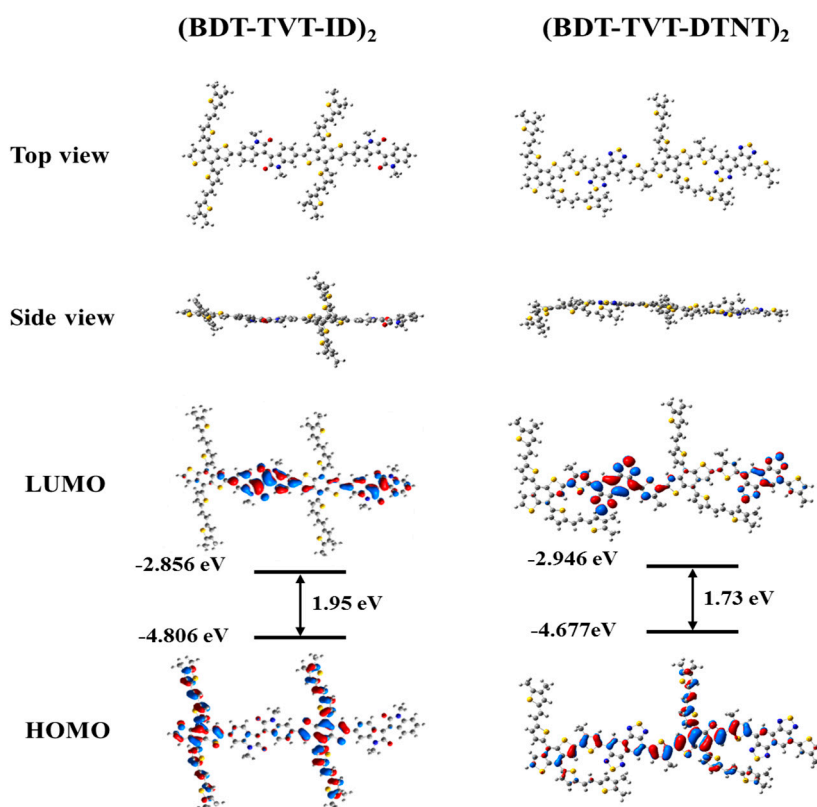 (BDT-TVT-ID)₂ (BDT-TVT-DTNT)₂
Top view
Side view
LUMO
-2.856 eV -2.946 eV
1.95 eV 1.73 eV
-4.806 eV -4.677eV
HOMO